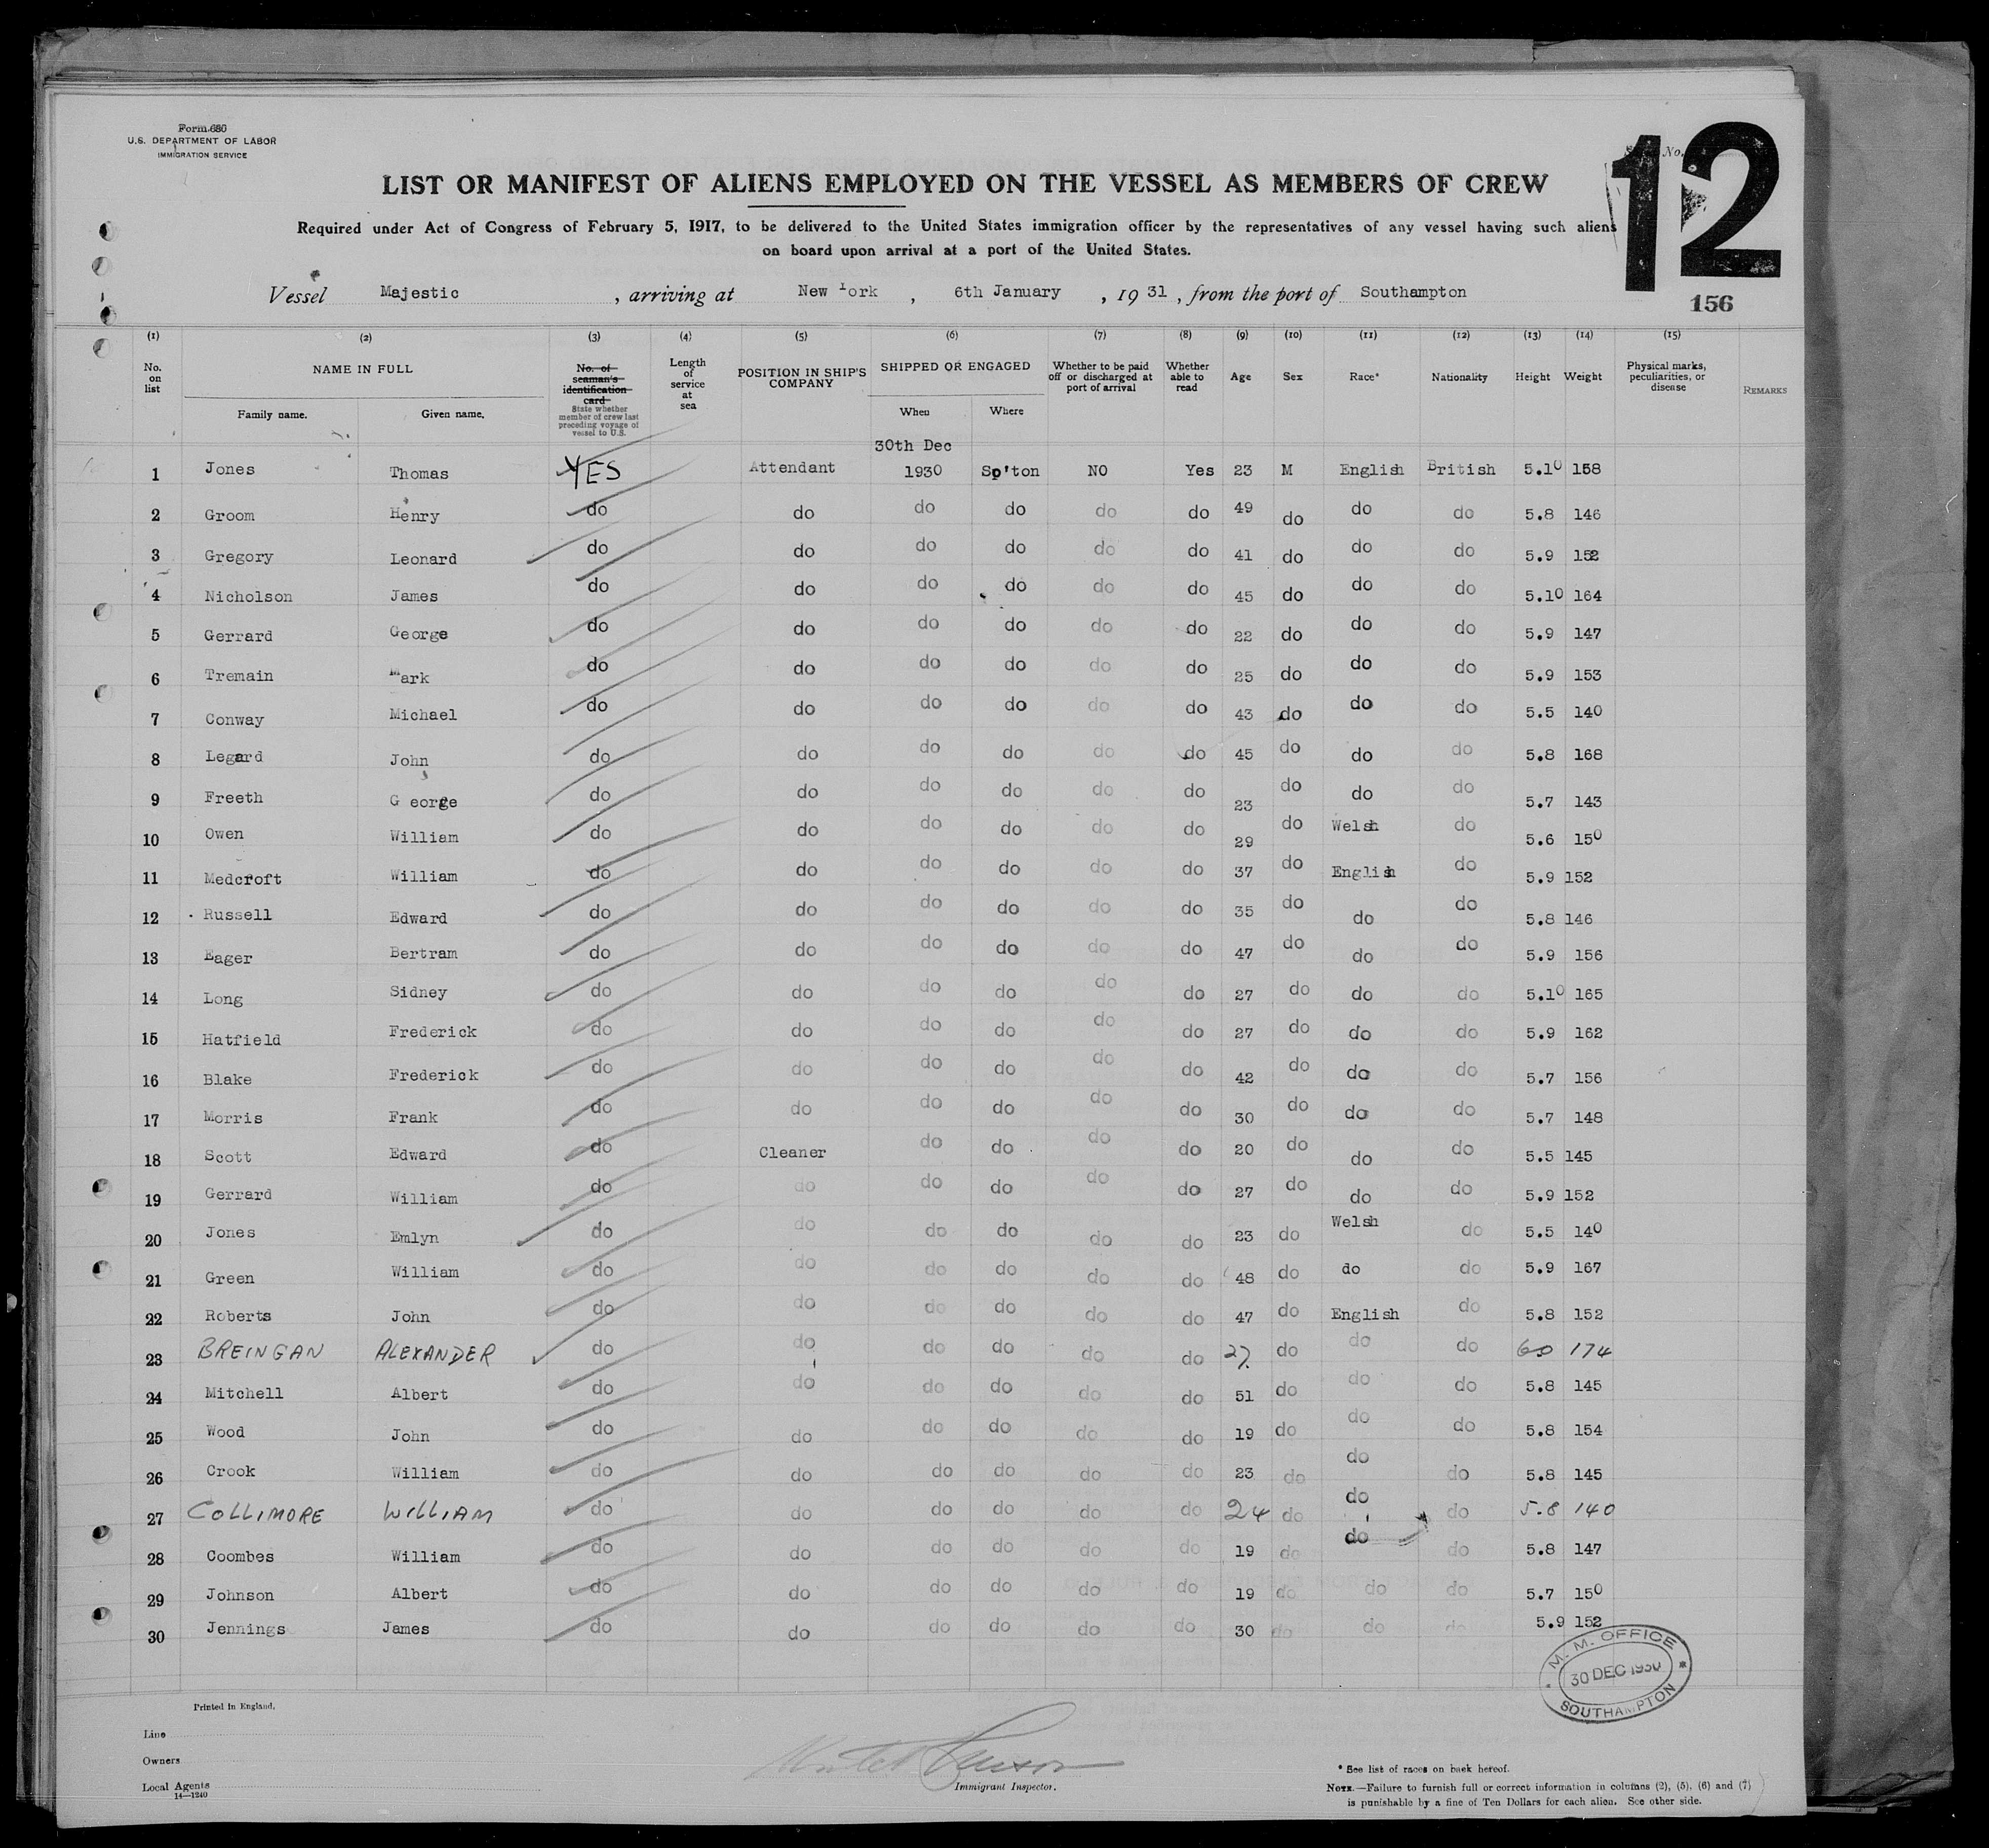 Form 680
U.S. DEPARTMENT OF LABOR
IMMIGRATION SERVICE
No.
12
LIST OR MANIFEST OF ALIENS EMPLOYED ON THE VESSEL AS MEMBERS OF CREW
Required under Act of Congress of February 5, 1917, to be delivered to the United States immigration officer by the representatives of any vessel having such aliens
on board upon arrival at a port of the United States.
Vessel Majestic , arriving at New York , 6th January , 19 31 , from the port of Southampton
156
(1) (2) (3) (4) (5) (6) (7) (8) (9) (10) (11) (12) (13) (14) (15)
No. on list NAME IN FULL Family name. Given name. No. of seaman's identification card State whether member of crew last preceding voyage of vessel to U.S. Length of service at sea POSITION IN SHIP'S COMPANY SHIPPED OR ENGAGED When Where Whether to be paid off or discharged at port of arrival Whether able to read Age Sex Race* Nationality Height Weight Physical marks, peculiarities, or disease REMARKS
30th Dec
1 Jones Thomas YES Attendant 1930 Sp'ton NO Yes 23 M English British 5.10 158
2 Groom Henry do do do do do do 49 do do do 5.8 146
3 Gregory Leonard do do do do do do 41 do do do 5.9 152
4 Nicholson James do do do do do do 45 do do do 5.10 164
5 Gerrard George do do do do do do 22 do do do 5.9 147
6 Tremain Mark do do do do do do 25 do do do 5.9 153
7 Conway Michael do do do do do do 43 do do do 5.5 140
8 Legard John do do do do do do 45 do do do 5.8 168
9 Freeth G eorge do do do do do do 23 do do do 5.7 143
10 Owen William do do do do do do 29 do Welsh do 5.6 150
11 Medcroft William do do do do do do 37 do English do 5.9 152
12 Russell Edward do do do do do do 35 do do do 5.8 146
13 Eager Bertram do do do do do do 47 do do do 5.9 156
14 Long Sidney do do do do do do 27 do do do 5.10 165
15 Hatfield Frederick do do do do do do 27 do do do 5.9 162
16 Blake Frederick do do do do do do 42 do do do 5.7 156
17 Morris Frank do do do do do do 30 do do do 5.7 148
18 Scott Edward do Cleaner do do do do 20 do do do 5.5 145
19 Gerrard William do do do do do do 27 do do do 5.9 152
20 Jones Emlyn do do do do do do 23 do Welsh do 5.5 140
21 Green William do do do do do do 48 do do do 5.9 167
22 Roberts John do do do do do do 47 do English do 5.8 152
23 BREINGAN ALEXANDER do do do do do do 27. do do do 60 174
24 Mitchell Albert do do do do do do 51 do do do 5.8 145
25 Wood John do do do do do do 19 do do do 5.8 154
26 Crook William do do do do do do 23 do do do 5.8 145
27 COLLIMORE WILLIAM do do do do do do 24 do do do 5.8 140
28 Coombes William do do do do do do 19 do do do 5.8 147
29 Johnson Albert do do do do do do 19 do do do 5.7 150
30 Jennings James do do do do do do 30 do do do 5.9 152
M. M. OFFICE
30 DEC 1930
SOUTHAMPTON
Printed in England.
Line
Owners
Local Agents
14—1240
Immigrant Inspector.
* See list of races on back hereof.
NOTE.—Failure to furnish full or correct information in columns (2), (5), (6) and (7)
is punishable by a fine of Ten Dollars for each alien. See other side.